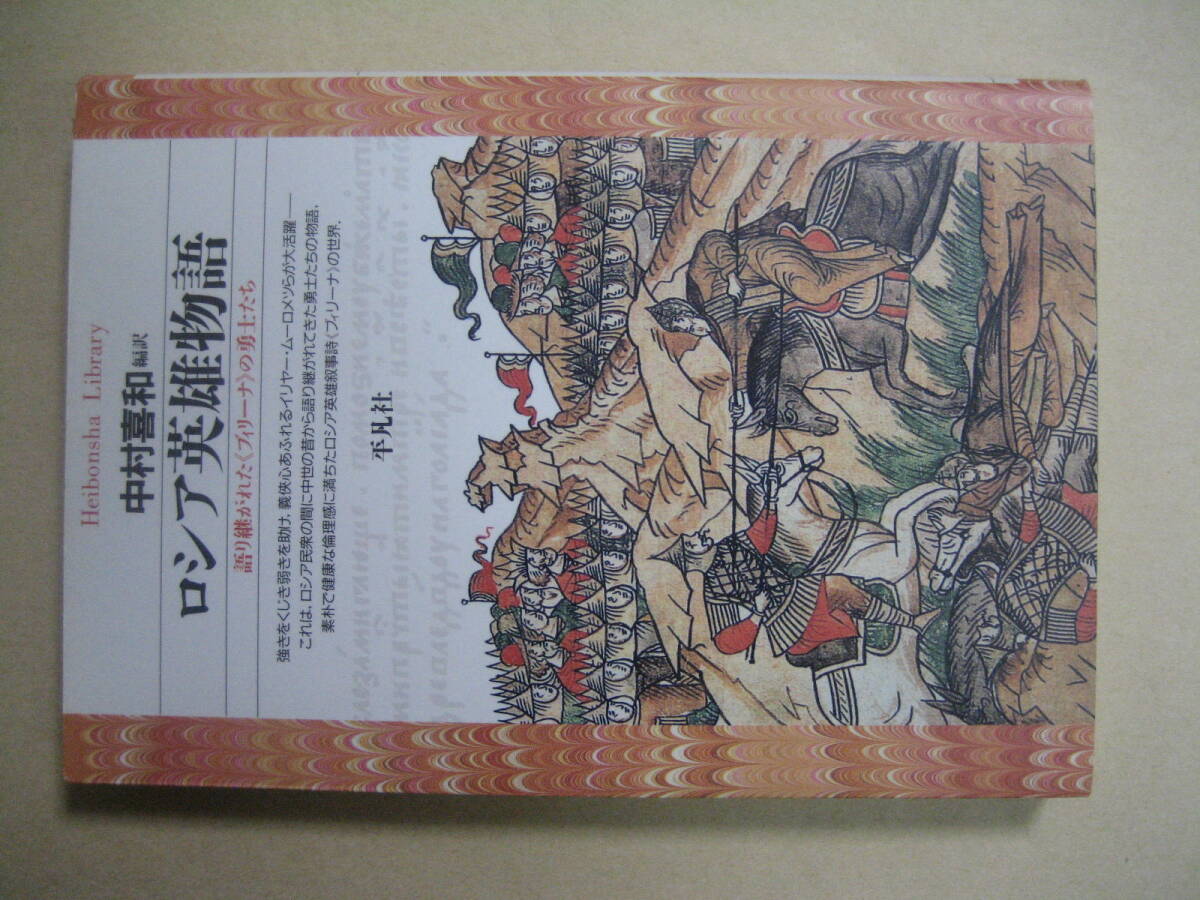 Heibonsha Library
中村喜和 編訳
ロシア英雄物語
語り継がれた《ブィリーナ》の勇士たち
強きをくじき弱きを助け、義侠心あふれるイリヤー・ムーロメツらが大活躍——
これは、ロシア民衆の間に中世の昔から語り継がれてきた勇士たちの物語、
素朴で健康な倫理感に満ちたロシア英雄叙事詩《ブィリーナ》の世界.
平凡社